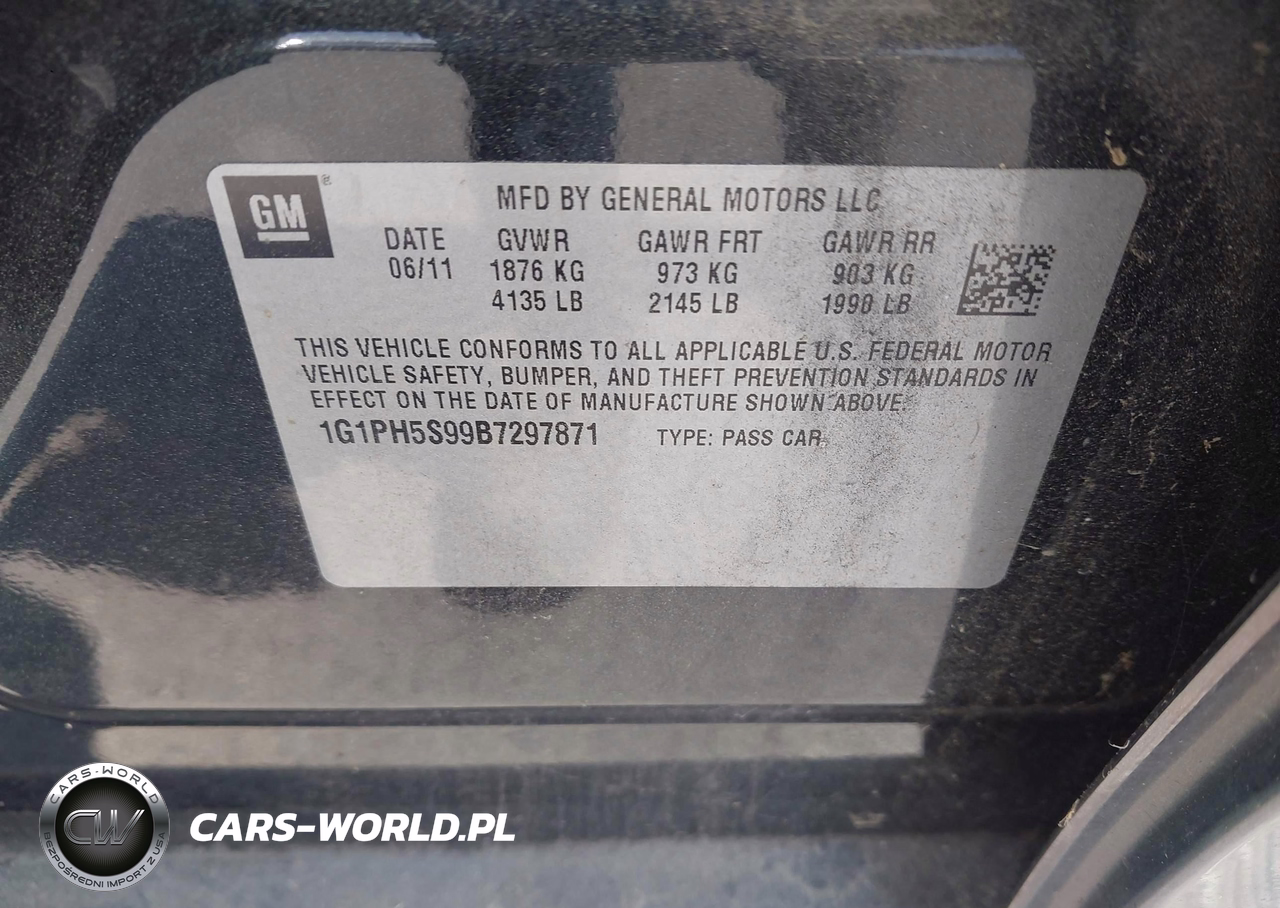 GM ®
MFD BY GENERAL MOTORS LLC
DATE GVWR GAWR FRT GAWR RR
06/11 1876 KG 973 KG 903 KG
4135 LB 2145 LB 1990 LB
THIS VEHICLE CONFORMS TO ALL APPLICABLE U.S. FEDERAL MOTOR
VEHICLE SAFETY, BUMPER, AND THEFT PREVENTION STANDARDS IN
EFFECT ON THE DATE OF MANUFACTURE SHOWN ABOVE.
1G1PH5S99B7297871 TYPE: PASS CAR
CARS-WORLD
CW
BEZPOŚREDNI IMPORT Z USA
CARS-WORLD.PL